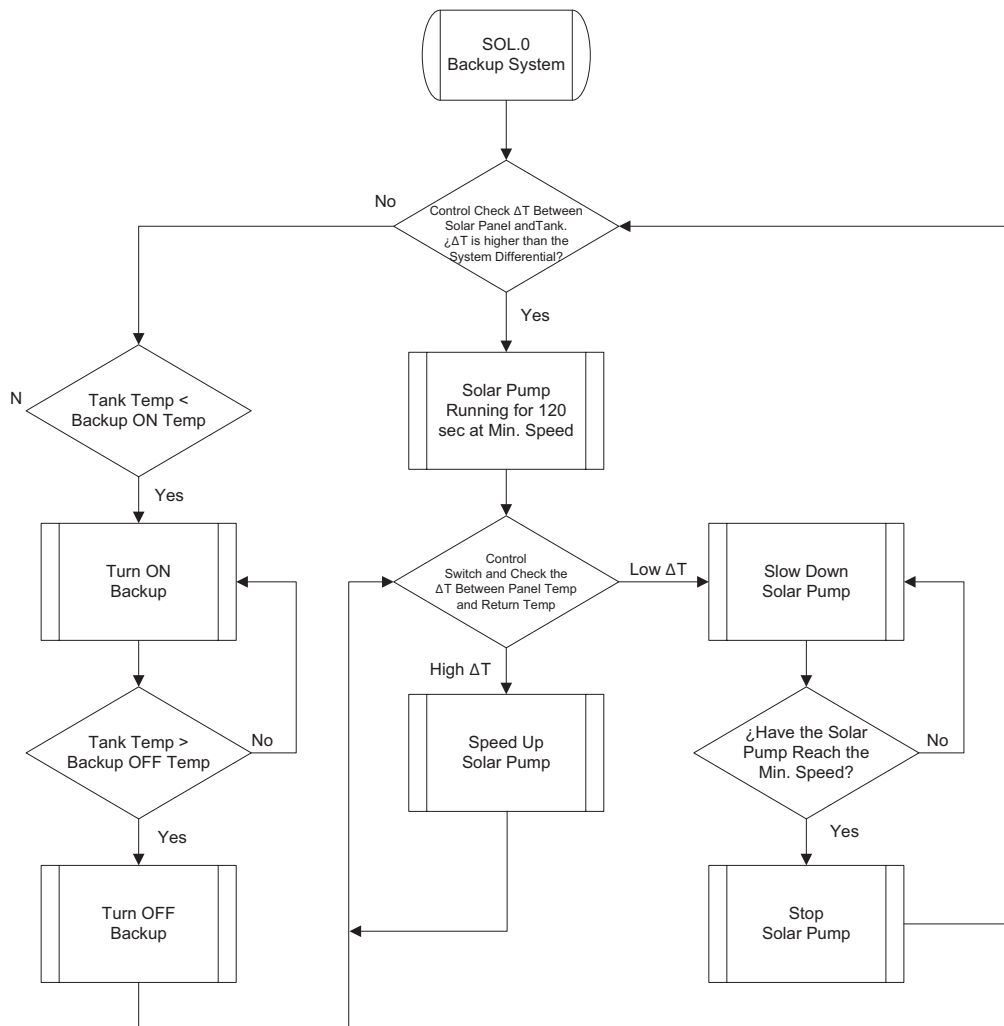 SOL.0
Backup System
No
Control Check ΔT Between
Solar Panel andTank.
¿ΔT is higher than the
System Differential?
Yes
N
Tank Temp <
Backup ON Temp
Solar Pump
Running for 120
sec at Min. Speed
Yes
Turn ON
Backup
Control
Switch and Check the
ΔT Between Panel Temp
and Return Temp
Low ΔT
Slow Down
Solar Pump
High ΔT
Tank Temp >
Backup OFF Temp
No
Speed Up
Solar Pump
¿Have the Solar
Pump Reach the
Min. Speed?
No
Yes
Yes
Turn OFF
Backup
Stop
Solar Pump